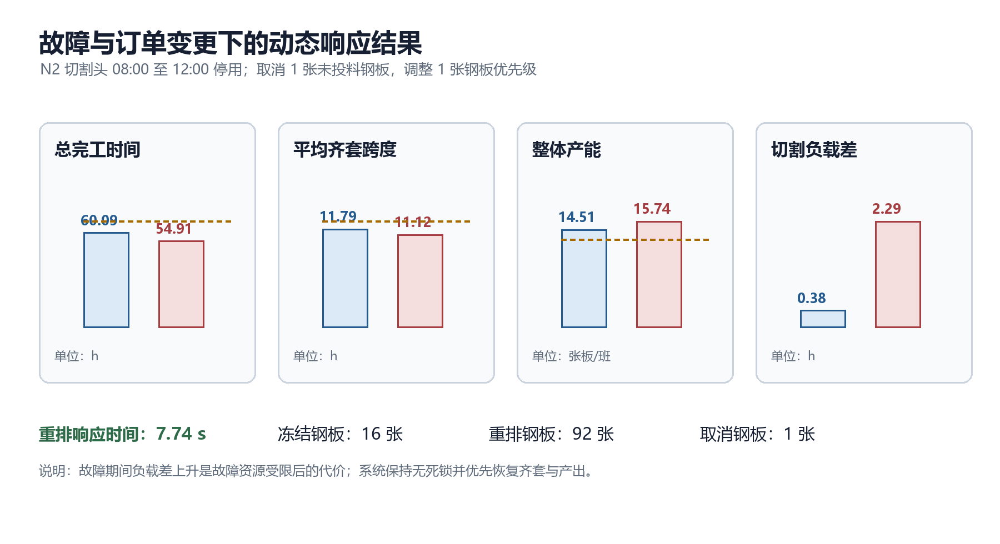 故障与订单变更下的动态响应结果
N2 切割头 08:00 至 12:00 停用；取消 1 张未投料钢板，调整 1 张钢板优先级
总完工时间
60.09
54.91
单位：h
平均齐套跨度
11.79
11.12
单位：h
整体产能
14.51
15.74
单位：张板/班
切割负载差
0.38
2.29
单位：h
重排响应时间：7.74 s
冻结钢板：16 张
重排钢板：92 张
取消钢板：1 张
说明：故障期间负载差上升是故障资源受限后的代价；系统保持无死锁并优先恢复齐套与产出。